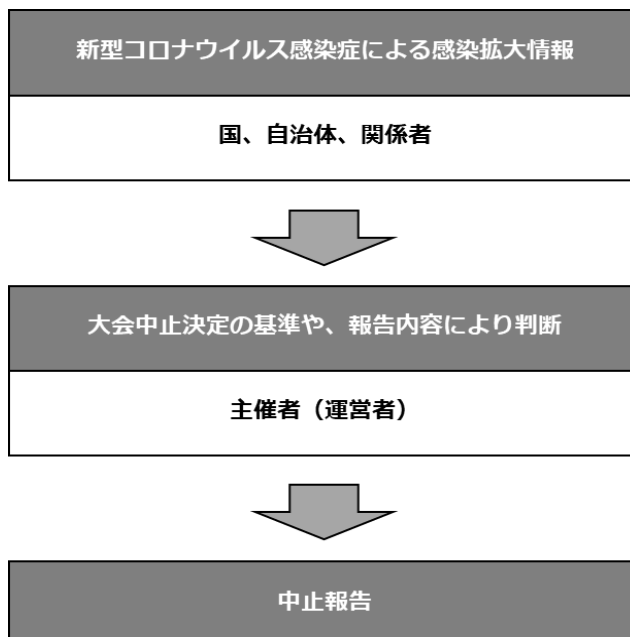 新型コロナウイルス感染症による感染拡大情報
国、自治体、関係者
大会中止決定の基準や、報告内容により判断
主催者（運営者）
中止報告